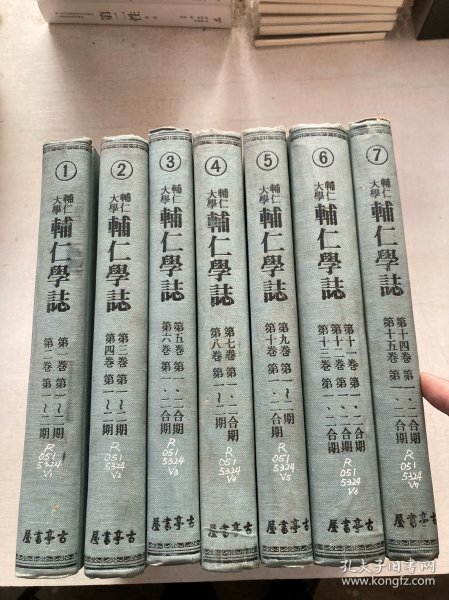 第二性
①
輔仁大學
輔仁學誌
第一卷 第一~二期
第二卷 第一~二期
R
051
5324
V1
古亭書屋
②
輔仁大學
輔仁學誌
第三卷 第一~二期
第四卷 第一~二期
R
051
5324
V2
古亭書屋
③
輔仁大學
輔仁學誌
第五卷 第一、二合期
第六卷 第一、二合期
R
051
5324
V3
古亭書屋
④
輔仁大學
輔仁學誌
第七卷 第一、二合期
第八卷 第一~二期
R
051
5324
V4
古亭書屋
⑤
輔仁大學
輔仁學誌
第九卷 第一~二期
第十卷 第一、二合期
R
051
5324
V5
古亭書屋
⑥
輔仁大學
輔仁學誌
第十一卷 第一、二合期
第十二卷 第一、二合期
第十三卷 第一、二合期
R
051
5324
V6
古亭書屋
⑦
輔仁大學
輔仁學誌
第十四卷 第一、二合期
第十五卷 第一、二合期
R
051
5324
V7
古亭書屋
孔夫子旧书网
www.kongfz.com